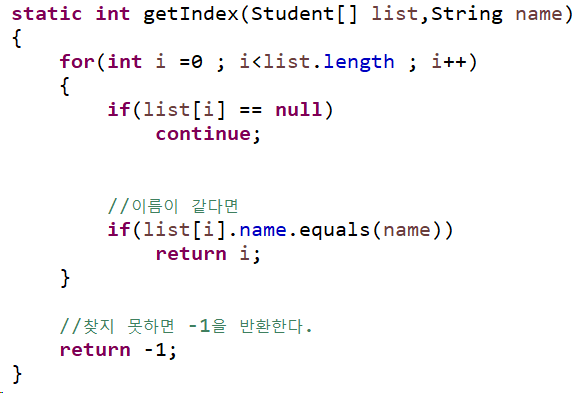 static int getIndex(Student[] list,String name)
{
for(int i =0 ; i<list.length ; i++)
{
if(list[i] == null)
continue;
//이름이 같다면
if(list[i].name.equals(name))
return i;
}
//찾지 못하면 -1을 반환한다.
return -1;
}